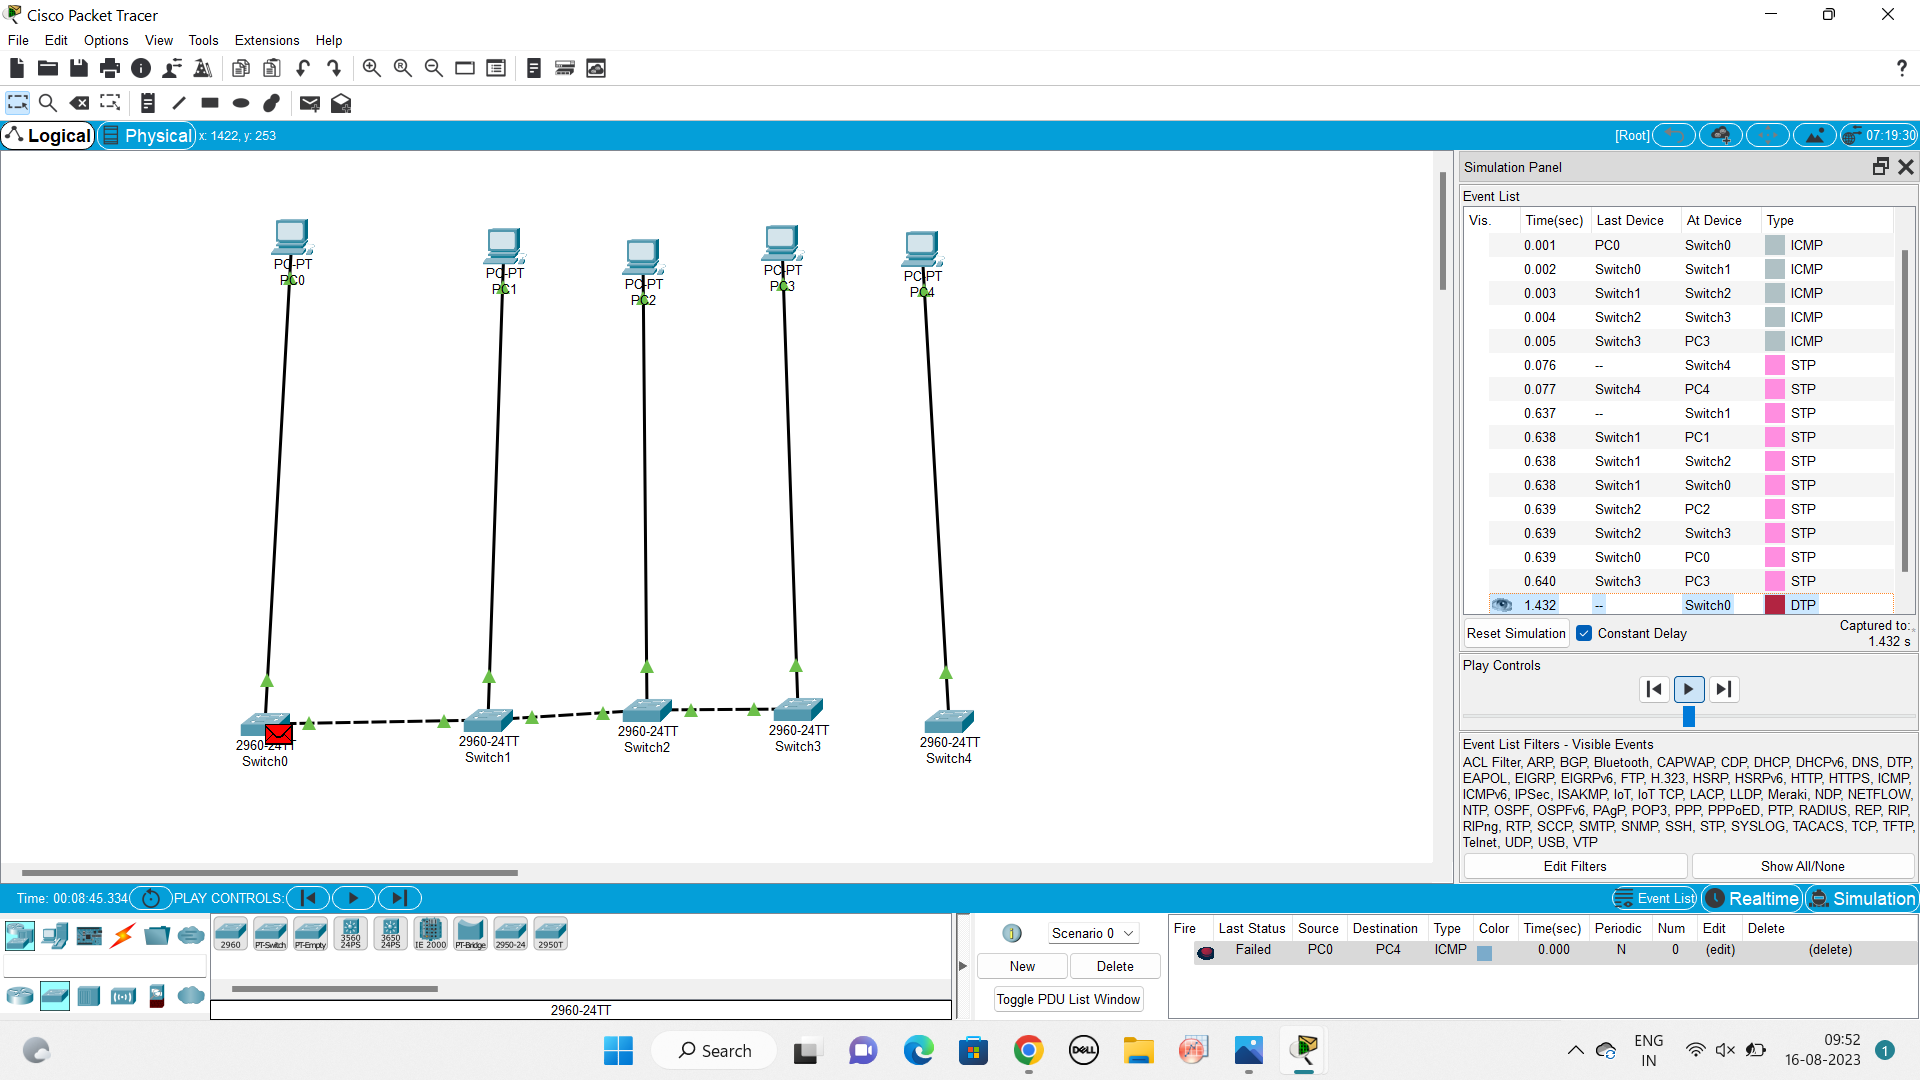 Cisco Packet Tracer
File Edit Options View Tools Extensions Help
Logical Physical x: 1422, y: 253 [Root] 07:19:30
PC-PT
PC0
PC-PT
PC1
PC-PT
PC2
PC-PT
PC3
PC-PT
PC4
2960-24TT
Switch0
2960-24TT
Switch1
2960-24TT
Switch2
2960-24TT
Switch3
2960-24TT
Switch4
Simulation Panel
Event List
Vis. Time(sec) Last Device At Device Type
0.001 PC0 Switch0 ICMP
0.002 Switch0 Switch1 ICMP
0.003 Switch1 Switch2 ICMP
0.004 Switch2 Switch3 ICMP
0.005 Switch3 PC3 ICMP
0.076 -- Switch4 STP
0.077 Switch4 PC4 STP
0.637 -- Switch1 STP
0.638 Switch1 PC1 STP
0.638 Switch1 Switch2 STP
0.638 Switch1 Switch0 STP
0.639 Switch2 PC2 STP
0.639 Switch2 Switch3 STP
0.639 Switch0 PC0 STP
0.640 Switch3 PC3 STP
1.432 -- Switch0 DTP
Reset Simulation Constant Delay Captured to:
1.432 s
Play Controls
Event List Filters - Visible Events
ACL Filter, ARP, BGP, Bluetooth, CAPWAP, CDP, DHCP, DHCPv6, DNS, DTP,
EAPOL, EIGRP, EIGRPv6, FTP, H.323, HSRP, HSRPv6, HTTP, HTTPS, ICMP,
ICMPv6, IPSec, ISAKMP, IoT, IoT TCP, LACP, LLDP, Meraki, NDP, NETFLOW,
NTP, OSPF, OSPFv6, PAgP, POP3, PPP, PPPoED, PTP, RADIUS, REP, RIP,
RIPng, RTP, SCCP, SMTP, SNMP, SSH, STP, SYSLOG, TACACS, TCP, TFTP,
Telnet, UDP, USB, VTP
Edit Filters Show All/None
Time: 00:08:45.334 PLAY CONTROLS: Event List Realtime Simulation
2960 PT-Switch PT-Empty 3560 24PS 3650 24PS IE 2000 PT-Bridge 2950-24 2950T
2960-24TT
Scenario 0
New Delete
Toggle PDU List Window
Fire Last Status Source Destination Type Color Time(sec) Periodic Num Edit Delete
Failed PC0 PC4 ICMP 0.000 N 0 (edit) (delete)
Search
DELL
ENG
IN
09:52
16-08-2023
1